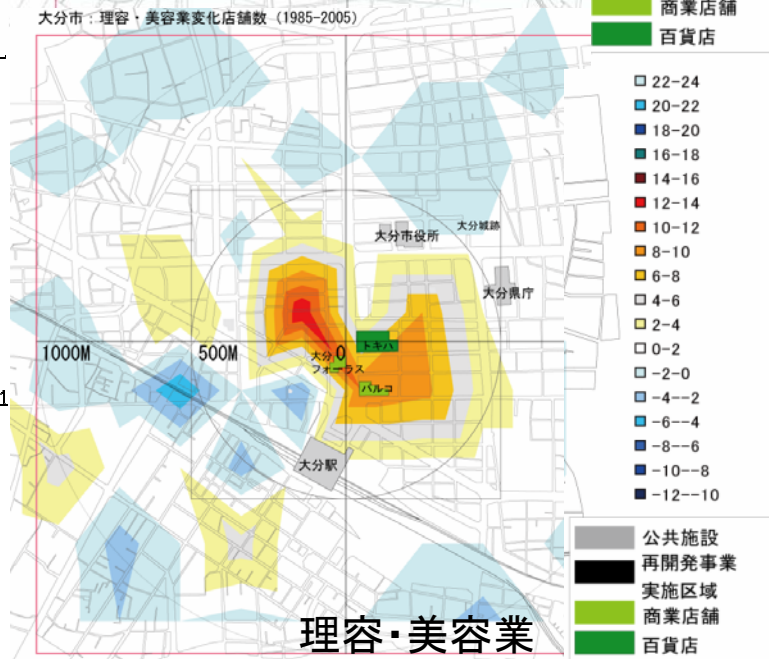 大分市：理容・美容業変化店舗数（1985-2005）
商業店舗
百貨店
22-24
20-22
18-20
16-18
14-16
12-14
10-12
8-10
6-8
4-6
2-4
0-2
-2-0
-4--2
-6--4
-8--6
-10--8
-12--10
大分市役所
大分城跡
大分県庁
1000M
500M
0
トキハ
大分
フォーラス
パルコ
1
大分駅
公共施設
再開発事業
実施区域
商業店舗
百貨店
理容・美容業